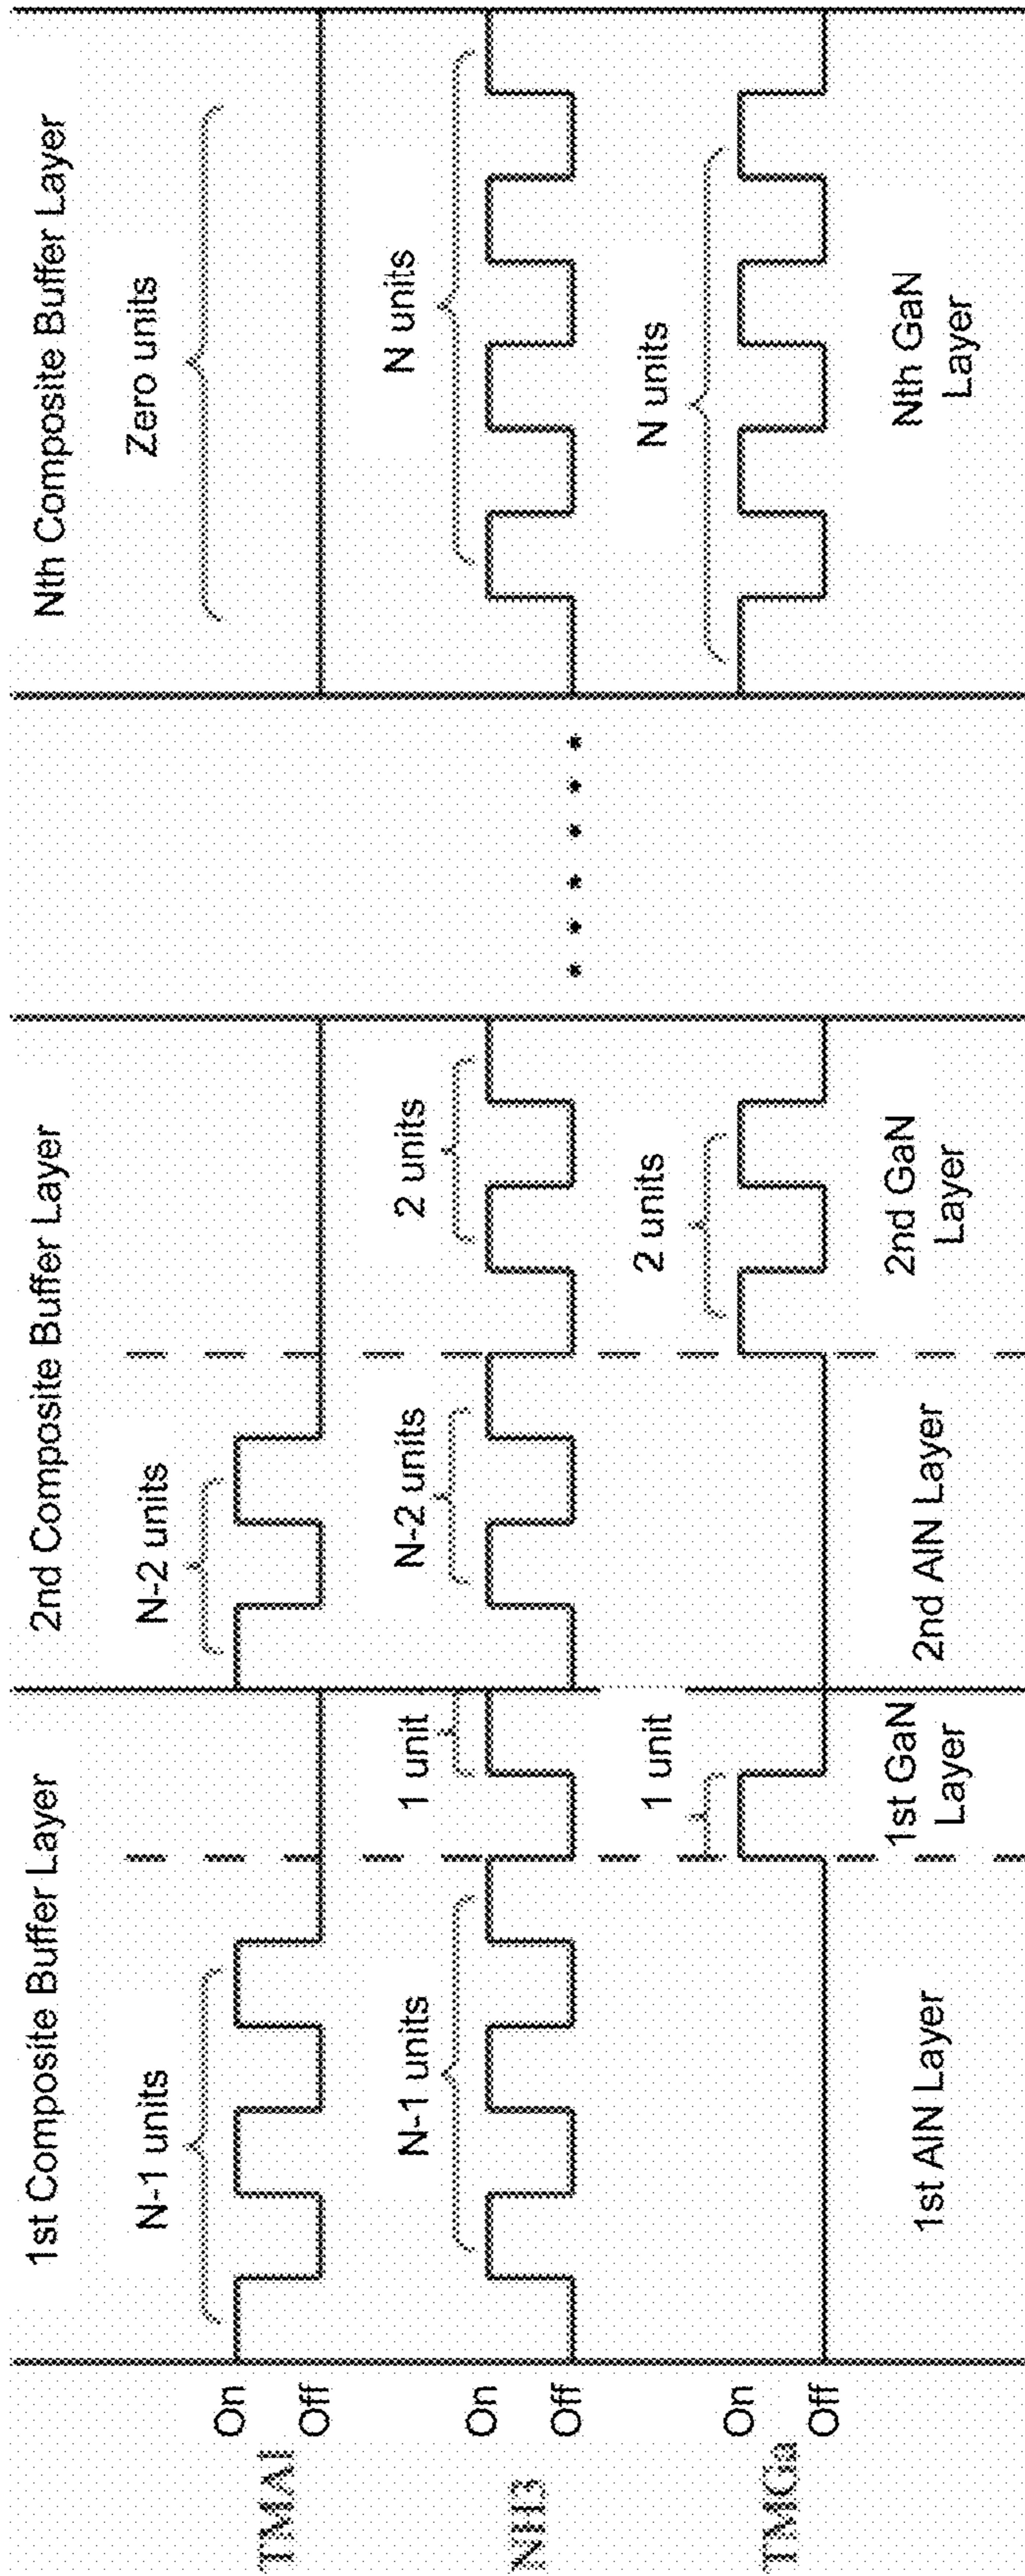 1st Composite Buffer Layer
2nd Composite Buffer Layer
Nth Composite Buffer Layer
TMAl
On
Off
N-1 units
N-2 units
Zero units
NH3
On
Off
N-1 units
1 unit
N-2 units
2 units
N units
TMGa
On
Off
1 unit
2 units
N units
1st AlN Layer
1st GaN
Layer
2nd AlN Layer
2nd GaN
Layer
Nth GaN
Layer